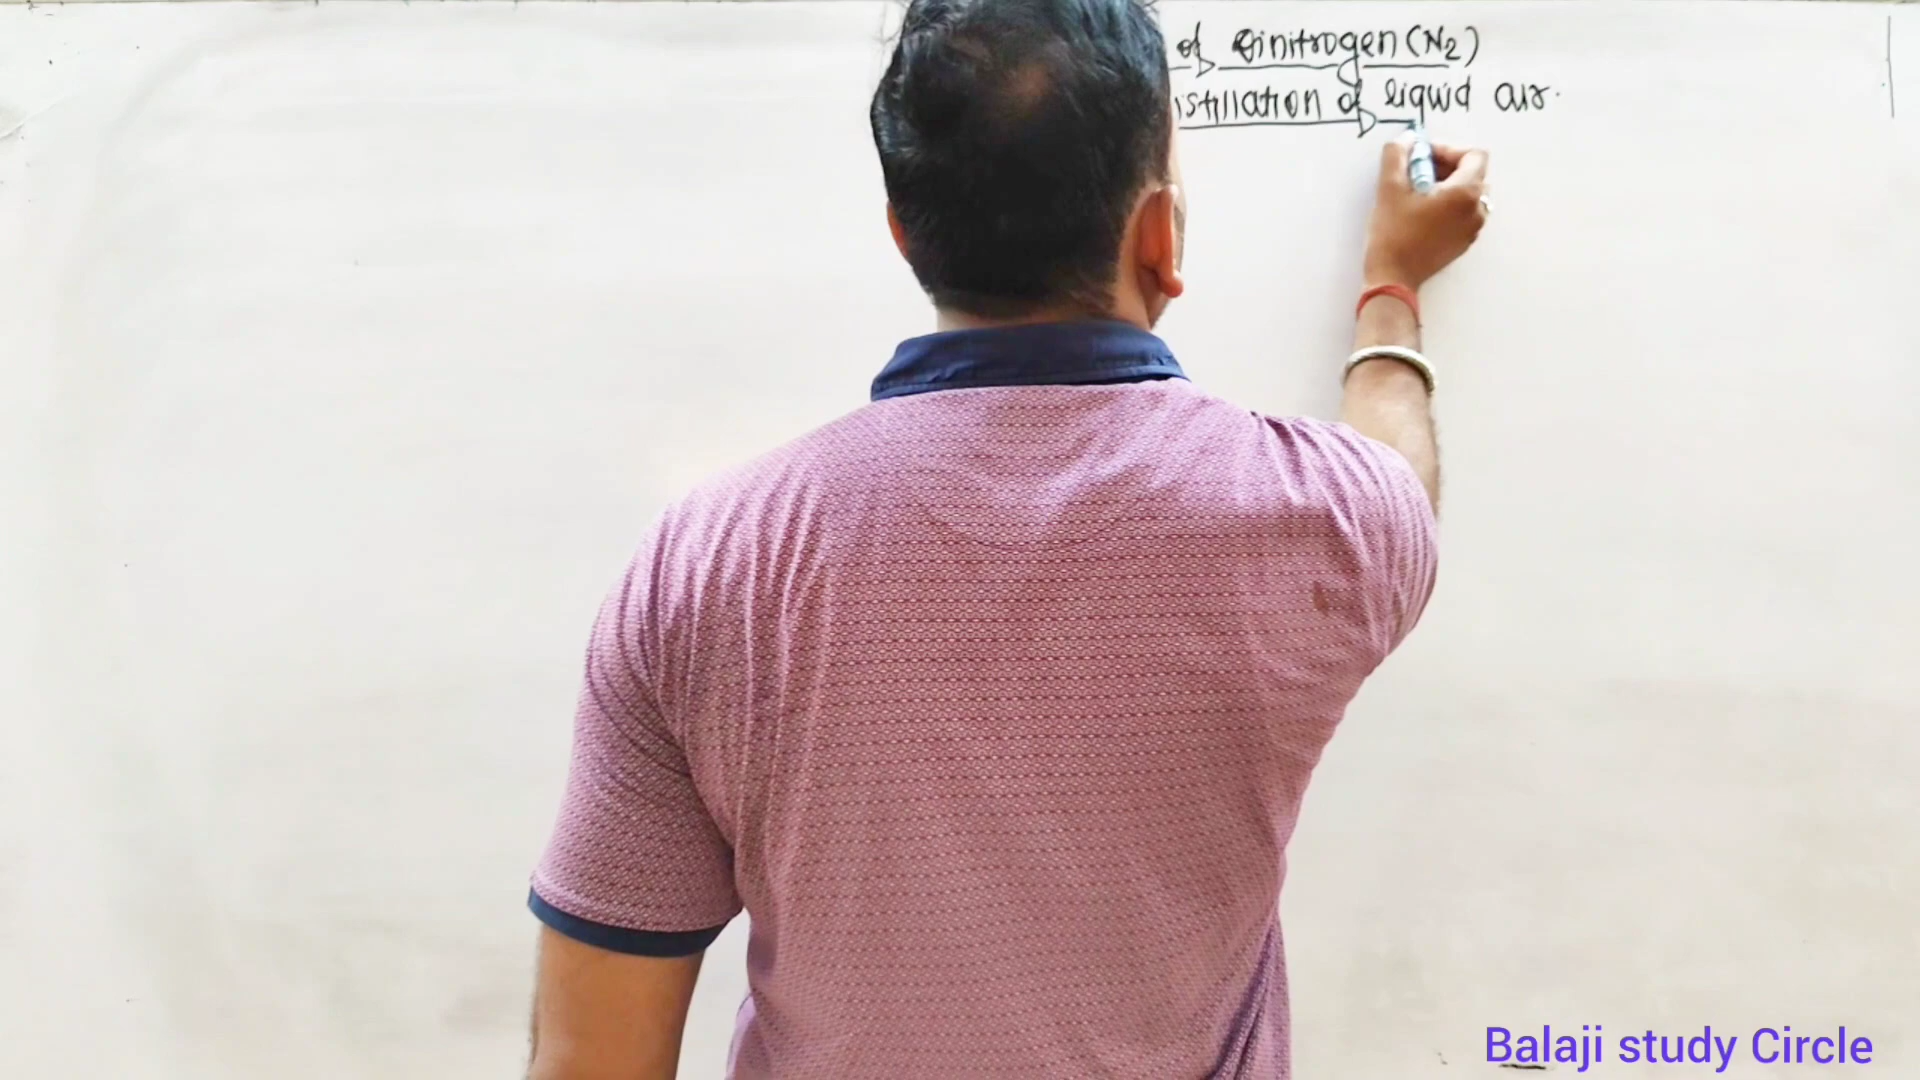 of Dinitrogen (N2)
istillation of liquid air.
Balaji study Circle